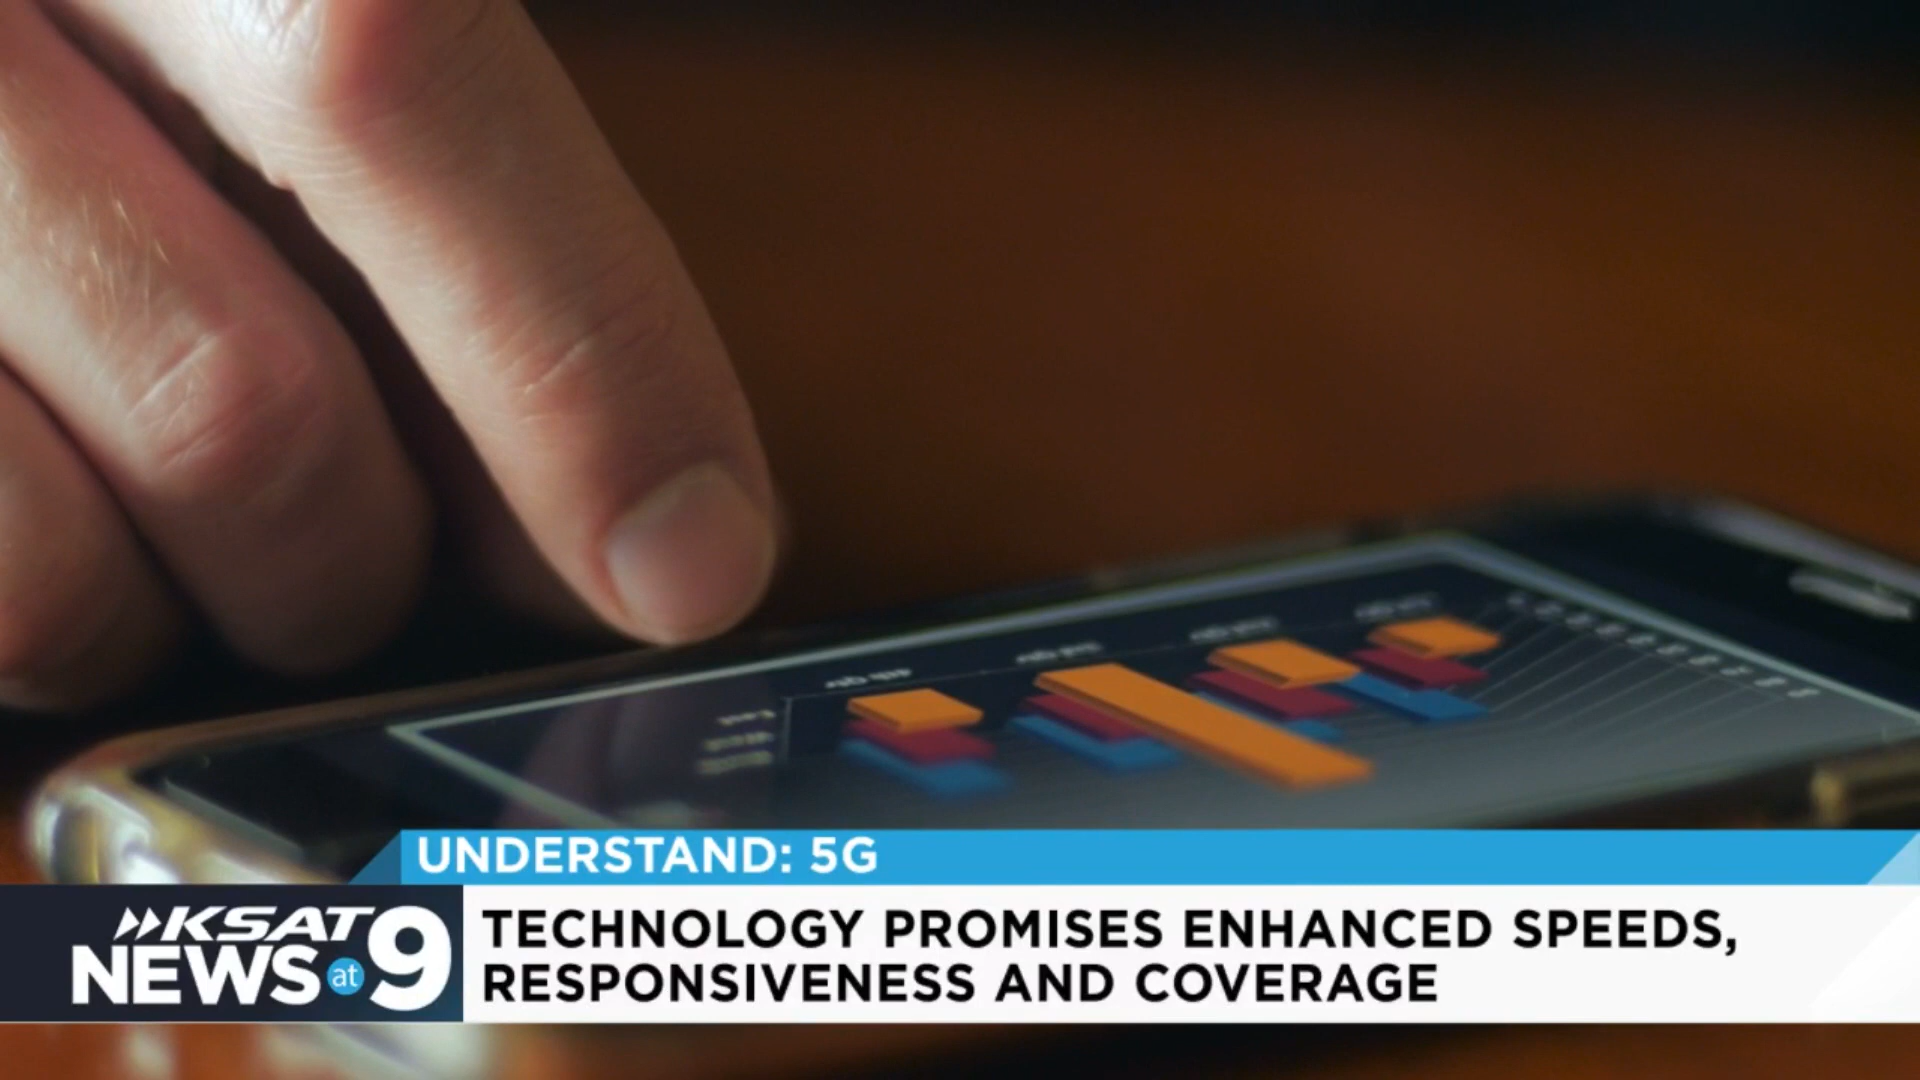 UNDERSTAND: 5G
KSAT
NEWS at 9
TECHNOLOGY PROMISES ENHANCED SPEEDS,
RESPONSIVENESS AND COVERAGE